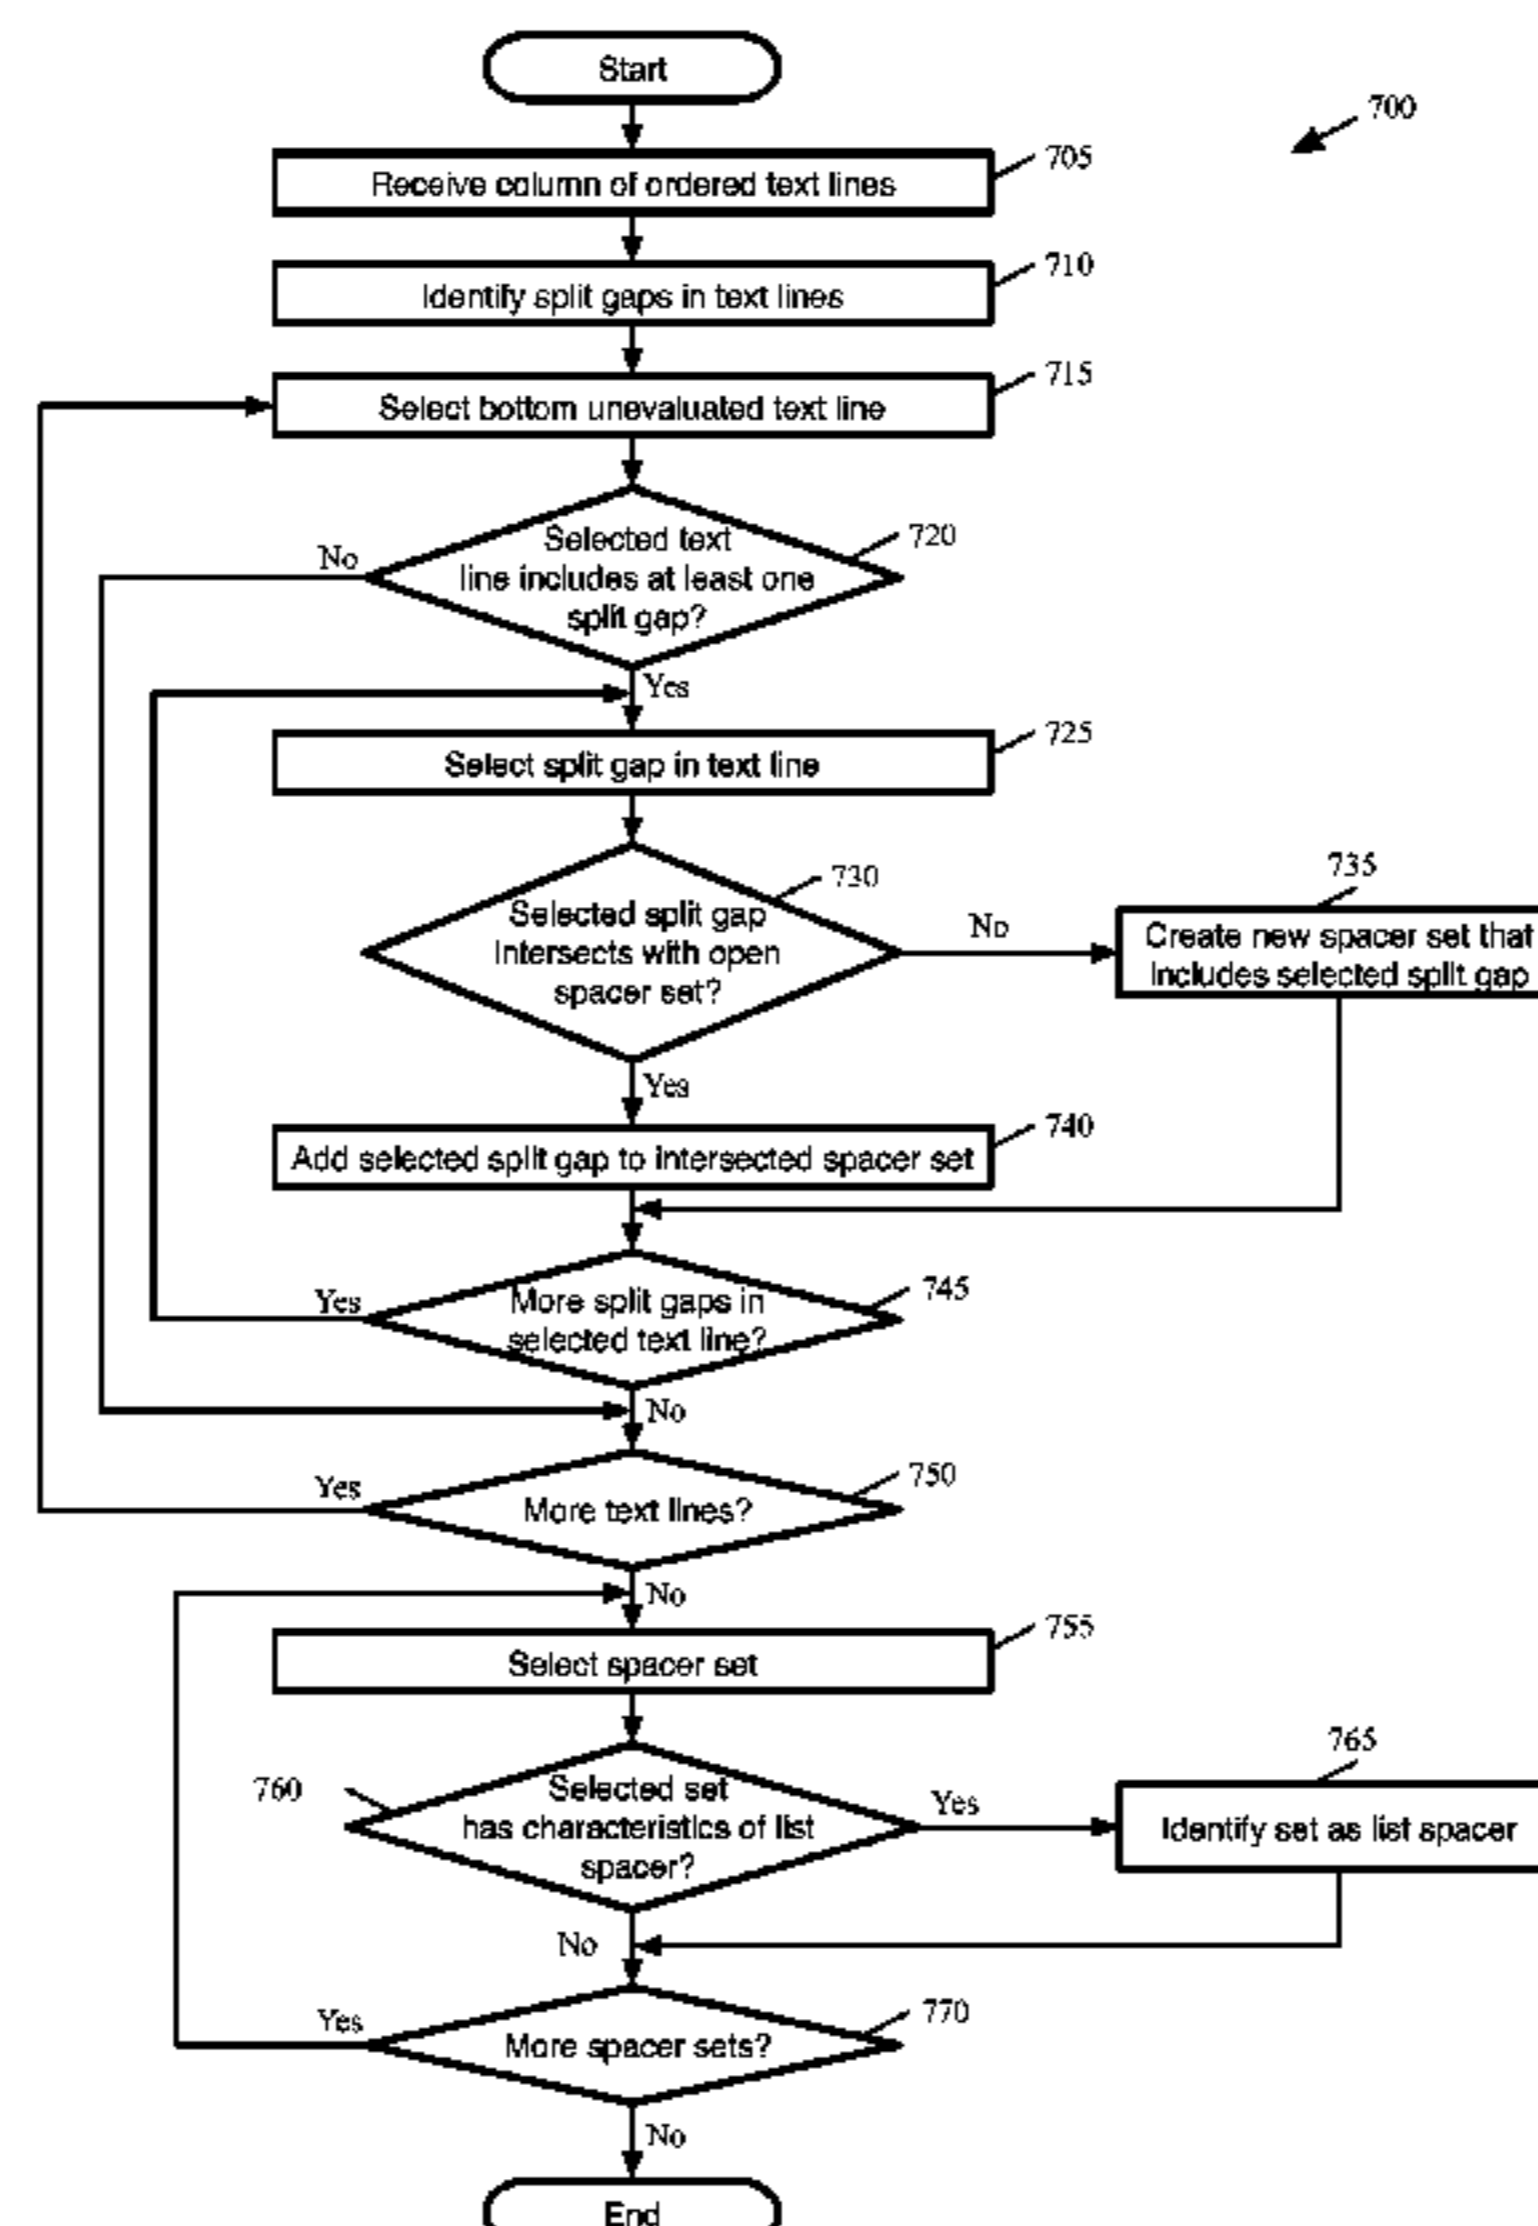 Start
700
705
Receive column of ordered text lines
710
Identify split gaps in text lines
715
Select bottom unevaluated text line
720
Selected text
line includes at least one
split gap?
No
Yes
725
Select split gap in text line
730
Selected split gap
intersects with open
spacer set?
No
735
Create new spacer set that
includes selected split gap
Yes
740
Add selected split gap to intersected spacer set
745
More split gaps in
selected text line?
Yes
No
750
More text lines?
Yes
No
755
Select spacer set
760
Selected set
has characteristics of list
spacer?
Yes
765
Identify set as list spacer
No
770
More spacer sets?
Yes
No
End